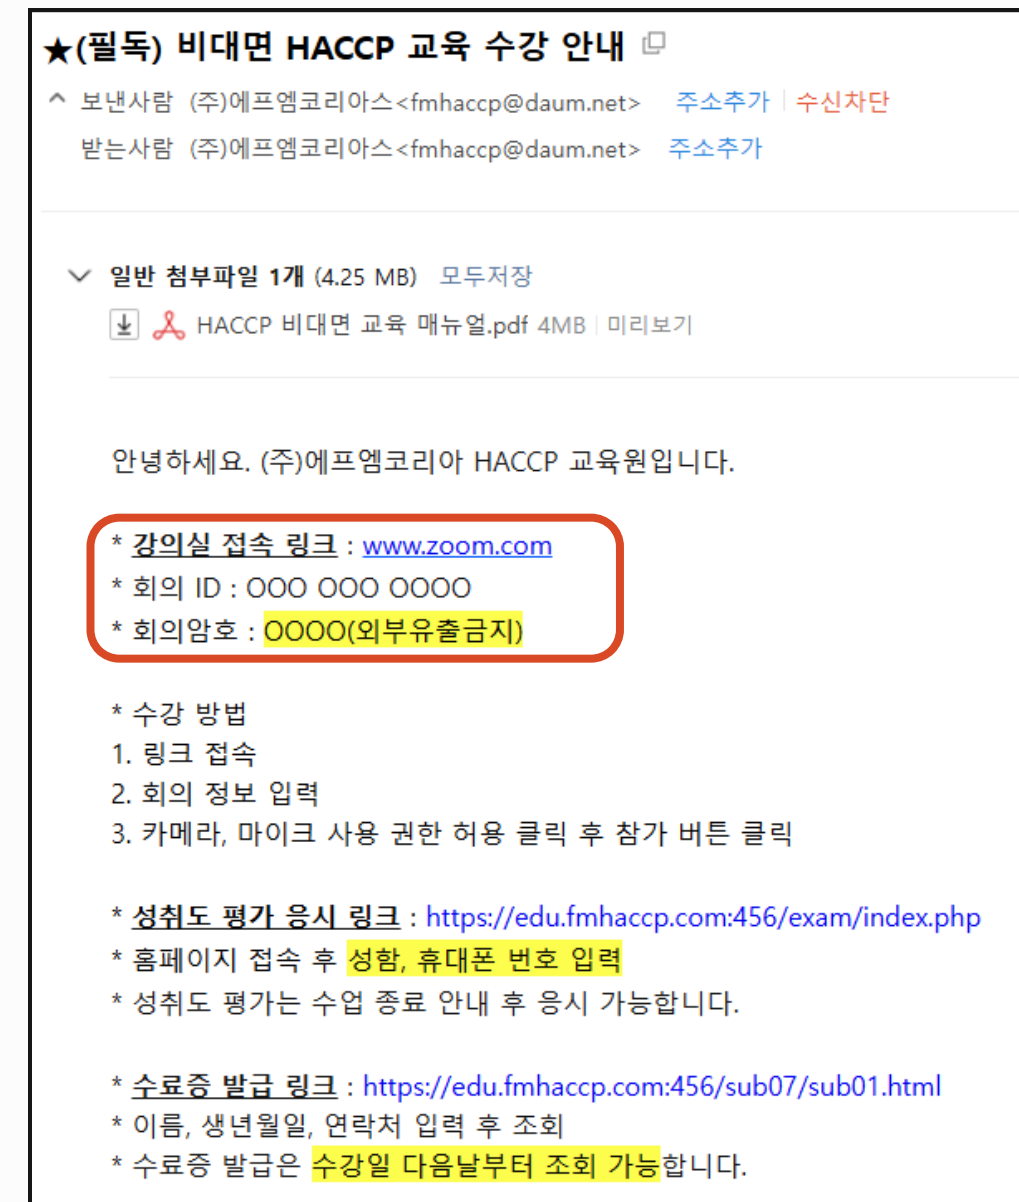 ★(필독) 비대면 HACCP 교육 수강 안내
보낸사람 (주)에프엠코리아스<fmhaccp@daum.net> 주소추가 수신차단
받는사람 (주)에프엠코리아스<fmhaccp@daum.net> 주소추가
일반 첨부파일 1개 (4.25 MB) 모두저장
HACCP 비대면 교육 매뉴얼.pdf 4MB 미리보기
안녕하세요. (주)에프엠코리아 HACCP 교육원입니다.
* 강의실 접속 링크 : www.zoom.com
* 회의 ID : OOO OOO OOOO
* 회의암호 : OOOO(외부유출금지)
* 수강 방법
1. 링크 접속
2. 회의 정보 입력
3. 카메라, 마이크 사용 권한 허용 클릭 후 참가 버튼 클릭
* 성취도 평가 응시 링크 : https://edu.fmhaccp.com:456/exam/index.php
* 홈페이지 접속 후 성함, 휴대폰 번호 입력
* 성취도 평가는 수업 종료 안내 후 응시 가능합니다.
* 수료증 발급 링크 : https://edu.fmhaccp.com:456/sub07/sub01.html
* 이름, 생년월일, 연락처 입력 후 조회
* 수료증 발급은 수강일 다음날부터 조회 가능합니다.